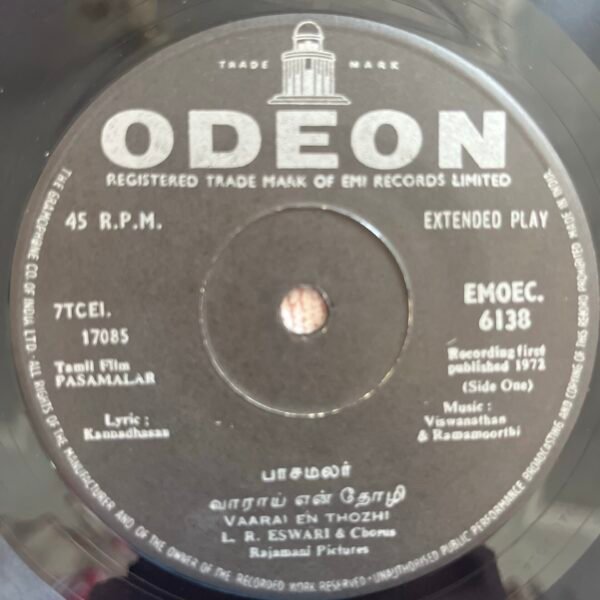 TRADE MARK
ODEON
REGISTERED TRADE MARK OF EMI RECORDS LIMITED
45 R.P.M.
EXTENDED PLAY
7TCEI.
17085
EMOEC.
6138
Tamil Film
PASAMALAR
Recording first
published 1972
(Side One)
Lyric :
Kannadhasan
Music :
Viswanathan
& Ramamoorthi
பாசமலர்
வாராய் என் தோழி
VAARAI EN THOZHI
L. R. ESWARI & Chorus
Rajamani Pictures
THE GRAMOPHONE CO. OF INDIA LTD · ALL RIGHTS OF THE MANUFACTURER AND OF THE OWNER OF THE RECORDED WORK RESERVED · UNAUTHORISED PUBLIC PERFORMANCE BROADCASTING AND COPYING OF THIS RECORD PROHIBITED MADE IN INDIA